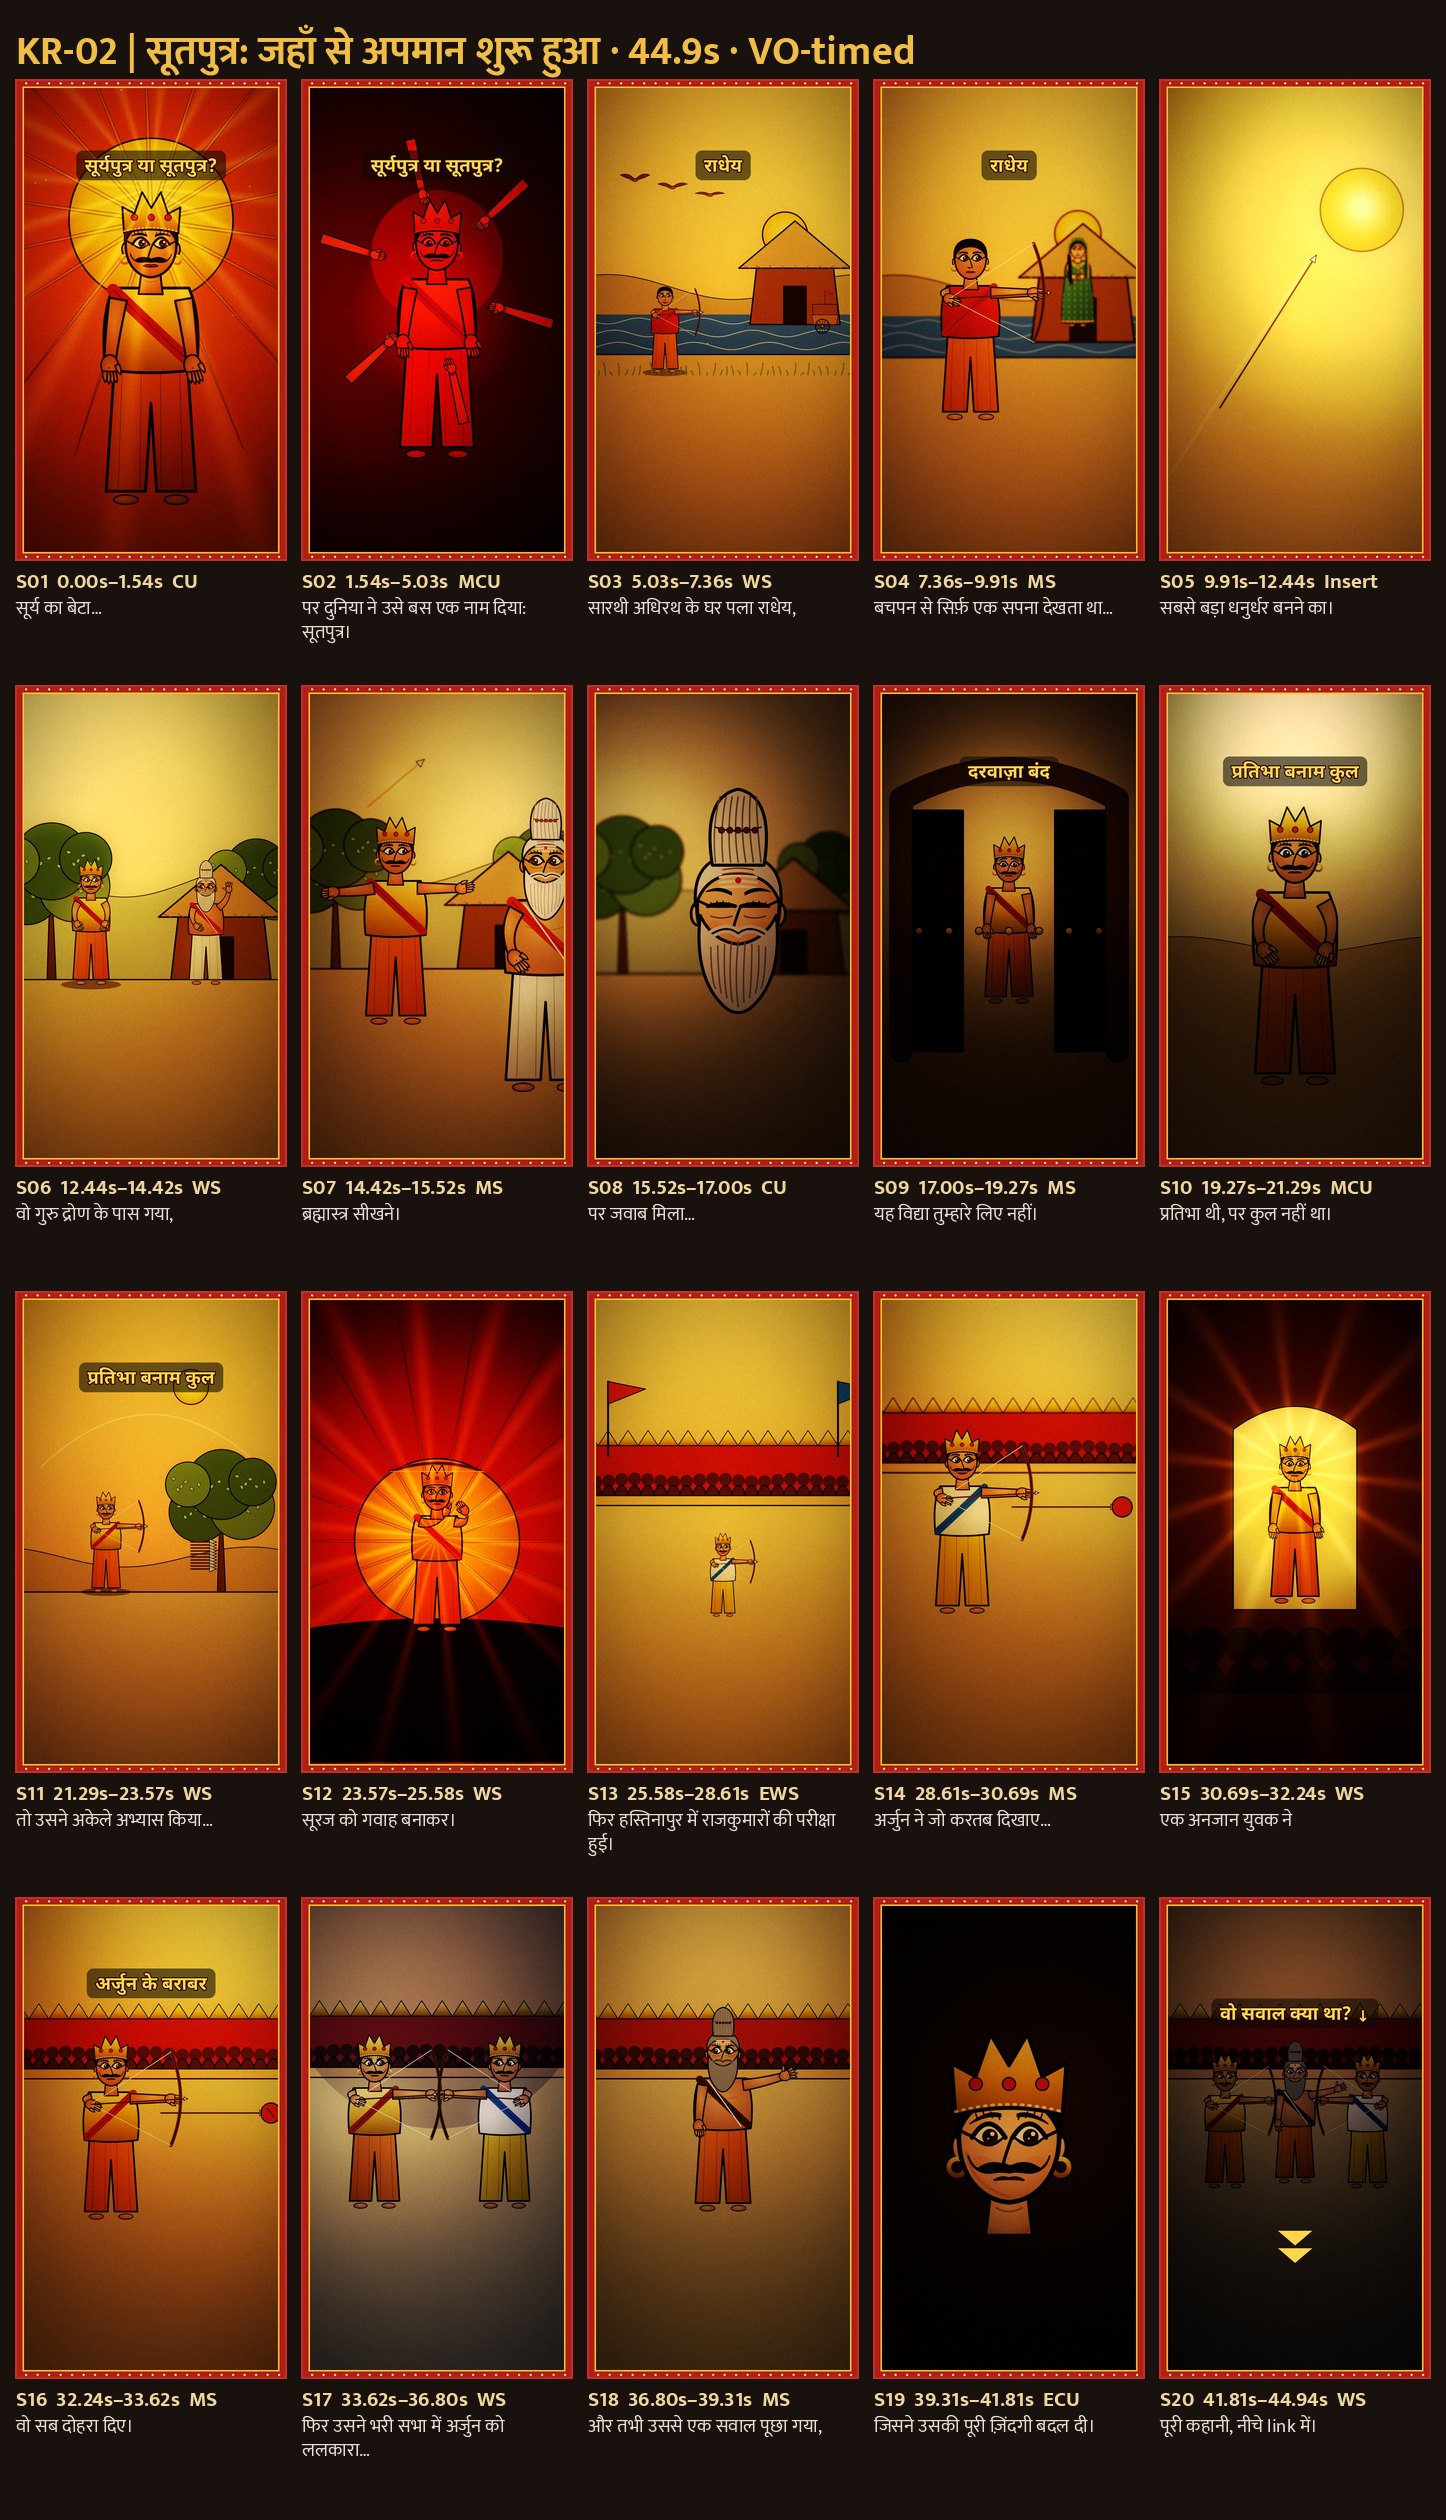 KR-02 | सूतपुत्र: जहाँ से अपमान शुरू हुआ · 44.9s · VO-timed
सूर्यपुत्र या सूतपुत्र?
सूर्यपुत्र या सूतपुत्र?
राधेय
राधेय
S01 0.00s–1.54s CU
सूर्य का बेटा...
S02 1.54s–5.03s MCU
पर दुनिया ने उसे बस एक नाम दिया:
सूतपुत्र।
S03 5.03s–7.36s WS
सारथी अधिरथ के घर पला राधेय,
S04 7.36s–9.91s MS
बचपन से सिर्फ़ एक सपना देखता था...
S05 9.91s–12.44s Insert
सबसे बड़ा धनुर्धर बनने का।
दरवाज़ा बंद
प्रतिभा बनाम कुल
S06 12.44s–14.42s WS
वो गुरु द्रोण के पास गया,
S07 14.42s–15.52s MS
ब्रह्मास्त्र सीखने।
S08 15.52s–17.00s CU
पर जवाब मिला...
S09 17.00s–19.27s MS
यह विद्या तुम्हारे लिए नहीं।
S10 19.27s–21.29s MCU
प्रतिभा थी, पर कुल नहीं था।
प्रतिभा बनाम कुल
S11 21.29s–23.57s WS
तो उसने अकेले अभ्यास किया...
S12 23.57s–25.58s WS
सूरज को गवाह बनाकर।
S13 25.58s–28.61s EWS
फिर हस्तिनापुर में राजकुमारों की परीक्षा
हुई।
S14 28.61s–30.69s MS
अर्जुन ने जो करतब दिखाए...
S15 30.69s–32.24s WS
एक अनजान युवक ने
अर्जुन के बराबर
वो सवाल क्या था? ↓
S16 32.24s–33.62s MS
वो सब दोहरा दिए।
S17 33.62s–36.80s WS
फिर उसने भरी सभा में अर्जुन को
ललकारा...
S18 36.80s–39.31s MS
और तभी उससे एक सवाल पूछा गया,
S19 39.31s–41.81s ECU
जिसने उसकी पूरी ज़िंदगी बदल दी।
S20 41.81s–44.94s WS
पूरी कहानी, नीचे link में।